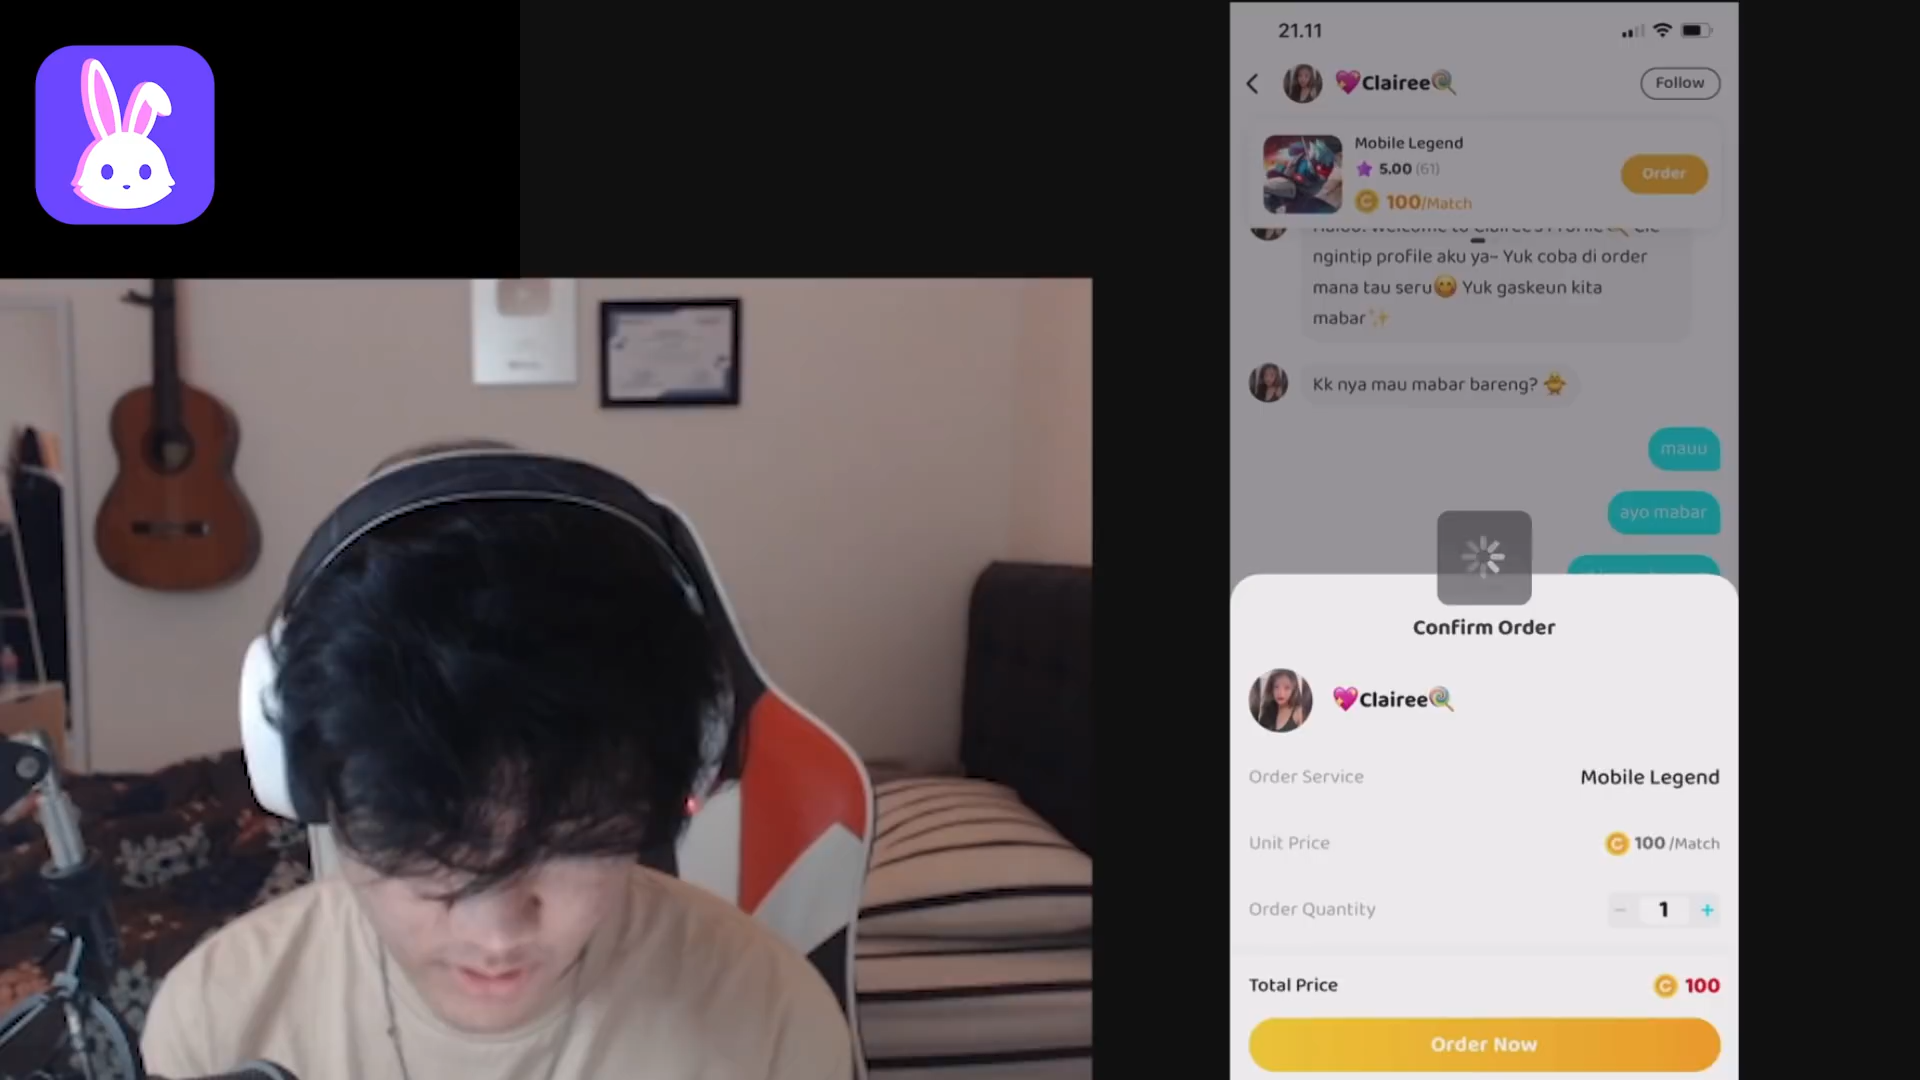 21.11
💖Clairee🍭
Follow
Mobile Legend
5.00 (61)
100/Match
Order
ngintip profile aku ya~ Yuk coba di order
mana tau seru😋 Yuk gaskeun kita
mabar✨
Kk nya mau mabar bareng? 🐥
mauu
ayo mabar
Confirm Order
💖Clairee🍭
Order Service
Mobile Legend
Unit Price
100 /Match
Order Quantity
− 1 +
Total Price
100
Order Now